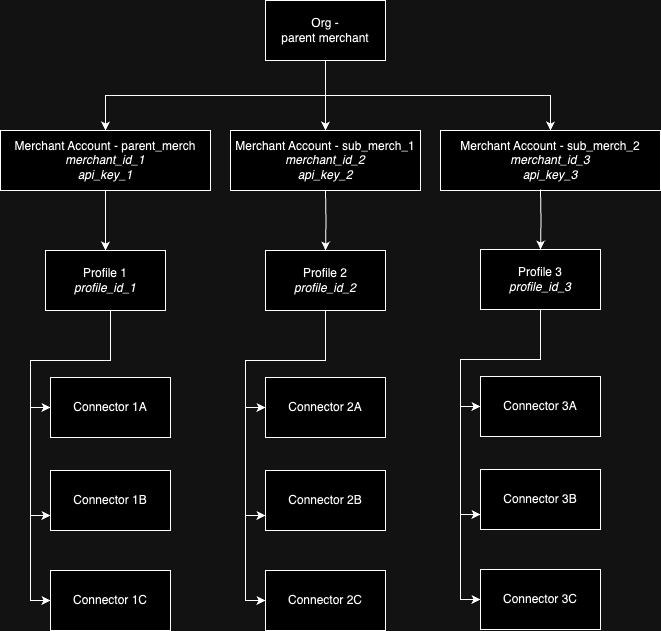 Org -
parent merchant
Merchant Account - parent_merch
merchant_id_1
api_key_1
Merchant Account - sub_merch_1
merchant_id_2
api_key_2
Merchant Account - sub_merch_2
merchant_id_3
api_key_3
Profile 1
profile_id_1
Profile 2
profile_id_2
Profile 3
profile_id_3
Connector 1A
Connector 2A
Connector 3A
Connector 1B
Connector 2B
Connector 3B
Connector 1C
Connector 2C
Connector 3C